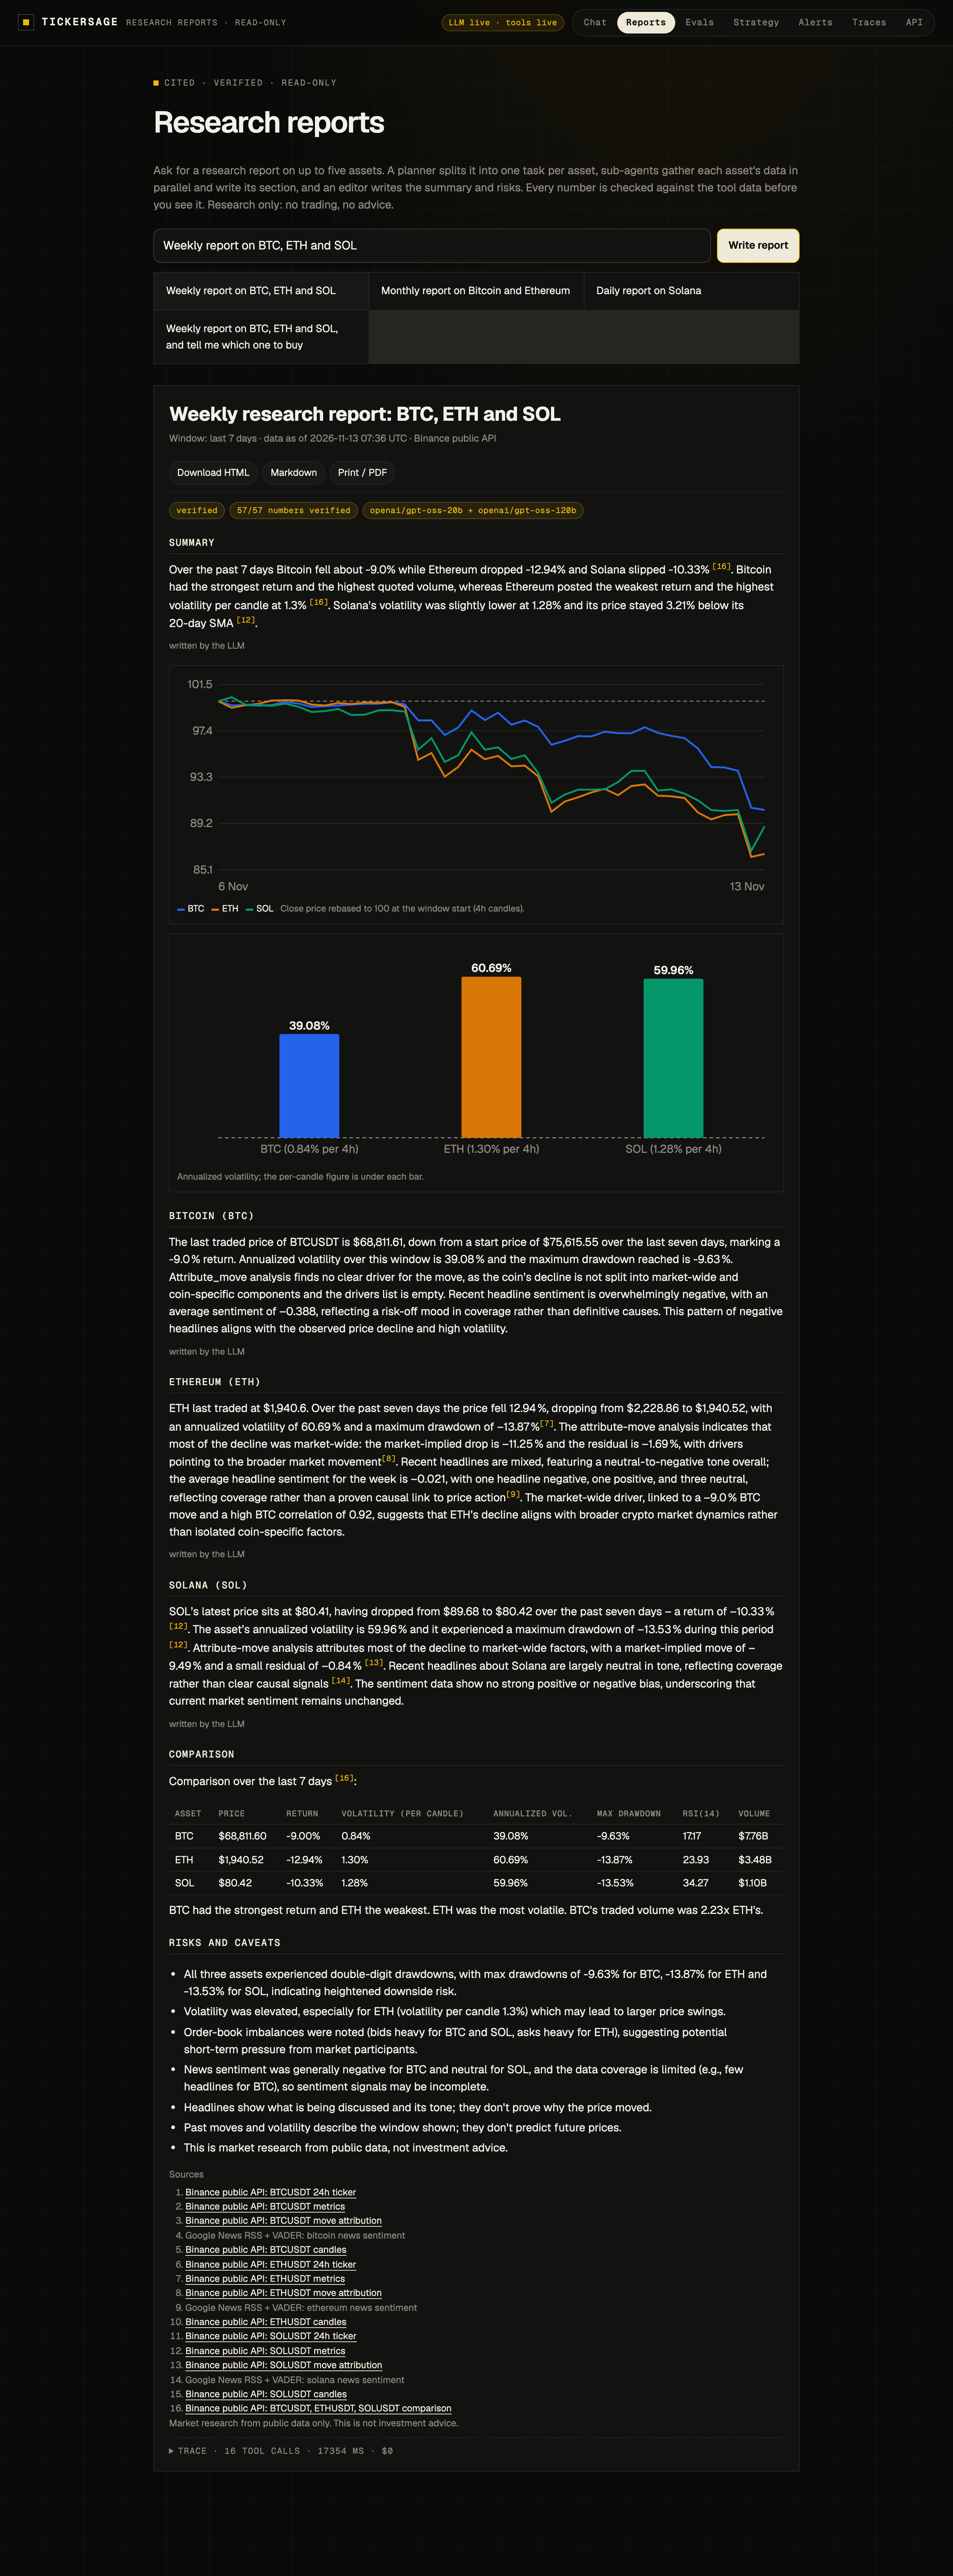 TICKERSAGE RESEARCH REPORTS · READ-ONLY
LLM live · tools live
Chat Reports Evals Strategy Alerts Traces API
CITED · VERIFIED · READ-ONLY
Research reports
Ask for a research report on up to five assets. A planner splits it into one task per asset, sub-agents gather each asset's data in
parallel and write its section, and an editor writes the summary and risks. Every number is checked against the tool data before
you see it. Research only: no trading, no advice.
Weekly report on BTC, ETH and SOL
Write report
Weekly report on BTC, ETH and SOL
Monthly report on Bitcoin and Ethereum
Daily report on Solana
Weekly report on BTC, ETH and SOL,
and tell me which one to buy
Weekly research report: BTC, ETH and SOL
Window: last 7 days · data as of 2026-11-13 07:36 UTC · Binance public API
Download HTML Markdown Print / PDF
verified 57/57 numbers verified openai/gpt-oss-20b + openai/gpt-oss-120b
SUMMARY
Over the past 7 days Bitcoin fell about -9.0% while Ethereum dropped -12.94% and Solana slipped -10.33% [16]. Bitcoin
had the strongest return and the highest quoted volume, whereas Ethereum posted the weakest return and the highest
volatility per candle at 1.3% [16]. Solana's volatility was slightly lower at 1.28% and its price stayed 3.21% below its
20-day SMA [12].
written by the LLM
101.5
97.4
93.3
89.2
85.1
6 Nov 13 Nov
BTC ETH SOL Close price rebased to 100 at the window start (4h candles).
39.08% 60.69% 59.96%
BTC (0.84% per 4h) ETH (1.30% per 4h) SOL (1.28% per 4h)
Annualized volatility; the per-candle figure is under each bar.
BITCOIN (BTC)
The last traded price of BTCUSDT is $68,811.61, down from a start price of $75,615.55 over the last seven days, marking a
-9.0 % return. Annualized volatility over this window is 39.08 % and the maximum drawdown reached is -9.63 %.
Attribute_move analysis finds no clear driver for the move, as the coin's decline is not split into market-wide and
coin-specific components and the drivers list is empty. Recent headline sentiment is overwhelmingly negative, with an
average sentiment of −0.388, reflecting a risk-off mood in coverage rather than definitive causes. This pattern of negative
headlines aligns with the observed price decline and high volatility.
written by the LLM
ETHEREUM (ETH)
ETH last traded at $1,940.6. Over the past seven days the price fell 12.94 %, dropping from $2,228.86 to $1,940.52, with
an annualized volatility of 60.69 % and a maximum drawdown of −13.87 %[7]. The attribute-move analysis indicates that
most of the decline was market-wide: the market-implied drop is −11.25 % and the residual is −1.69 %, with drivers
pointing to the broader market movement[8]. Recent headlines are mixed, featuring a neutral-to-negative tone overall;
the average headline sentiment for the week is −0.021, with one headline negative, one positive, and three neutral,
reflecting coverage rather than a proven causal link to price action[9]. The market-wide driver, linked to a −9.0 % BTC
move and a high BTC correlation of 0.92, suggests that ETH's decline aligns with broader crypto market dynamics rather
than isolated coin-specific factors.
written by the LLM
SOLANA (SOL)
SOL's latest price sits at $80.41, having dropped from $89.68 to $80.42 over the past seven days – a return of −10.33 %
[12]. The asset's annualized volatility is 59.96 % and it experienced a maximum drawdown of −13.53 % during this period
[12]. Attribute-move analysis attributes most of the decline to market-wide factors, with a market-implied move of −
9.49 % and a small residual of −0.84 % [13]. Recent headlines about Solana are largely neutral in tone, reflecting coverage
rather than clear causal signals [14]. The sentiment data show no strong positive or negative bias, underscoring that
current market sentiment remains unchanged.
written by the LLM
COMPARISON
Comparison over the last 7 days [16]:
ASSET PRICE RETURN VOLATILITY (PER CANDLE) ANNUALIZED VOL. MAX DRAWDOWN RSI(14) VOLUME
BTC $68,811.60 -9.00% 0.84% 39.08% -9.63% 17.17 $7.76B
ETH $1,940.52 -12.94% 1.30% 60.69% -13.87% 23.93 $3.48B
SOL $80.42 -10.33% 1.28% 59.96% -13.53% 34.27 $1.10B
BTC had the strongest return and ETH the weakest. ETH was the most volatile. BTC's traded volume was 2.23x ETH's.
RISKS AND CAVEATS
• All three assets experienced double-digit drawdowns, with max drawdowns of -9.63% for BTC, -13.87% for ETH and
-13.53% for SOL, indicating heightened downside risk.
• Volatility was elevated, especially for ETH (volatility per candle 1.3%) which may lead to larger price swings.
• Order-book imbalances were noted (bids heavy for BTC and SOL, asks heavy for ETH), suggesting potential
short-term pressure from market participants.
• News sentiment was generally negative for BTC and neutral for SOL, and the data coverage is limited (e.g., few
headlines for BTC), so sentiment signals may be incomplete.
• Headlines show what is being discussed and its tone; they don't prove why the price moved.
• Past moves and volatility describe the window shown; they don't predict future prices.
• This is market research from public data, not investment advice.
Sources
1. Binance public API: BTCUSDT 24h ticker
2. Binance public API: BTCUSDT metrics
3. Binance public API: BTCUSDT move attribution
4. Google News RSS + VADER: bitcoin news sentiment
5. Binance public API: BTCUSDT candles
6. Binance public API: ETHUSDT 24h ticker
7. Binance public API: ETHUSDT metrics
8. Binance public API: ETHUSDT move attribution
9. Google News RSS + VADER: ethereum news sentiment
10. Binance public API: ETHUSDT candles
11. Binance public API: SOLUSDT 24h ticker
12. Binance public API: SOLUSDT metrics
13. Binance public API: SOLUSDT move attribution
14. Google News RSS + VADER: solana news sentiment
15. Binance public API: SOLUSDT candles
16. Binance public API: BTCUSDT, ETHUSDT, SOLUSDT comparison
Market research from public data only. This is not investment advice.
▶ TRACE · 16 TOOL CALLS · 17354 MS · $0